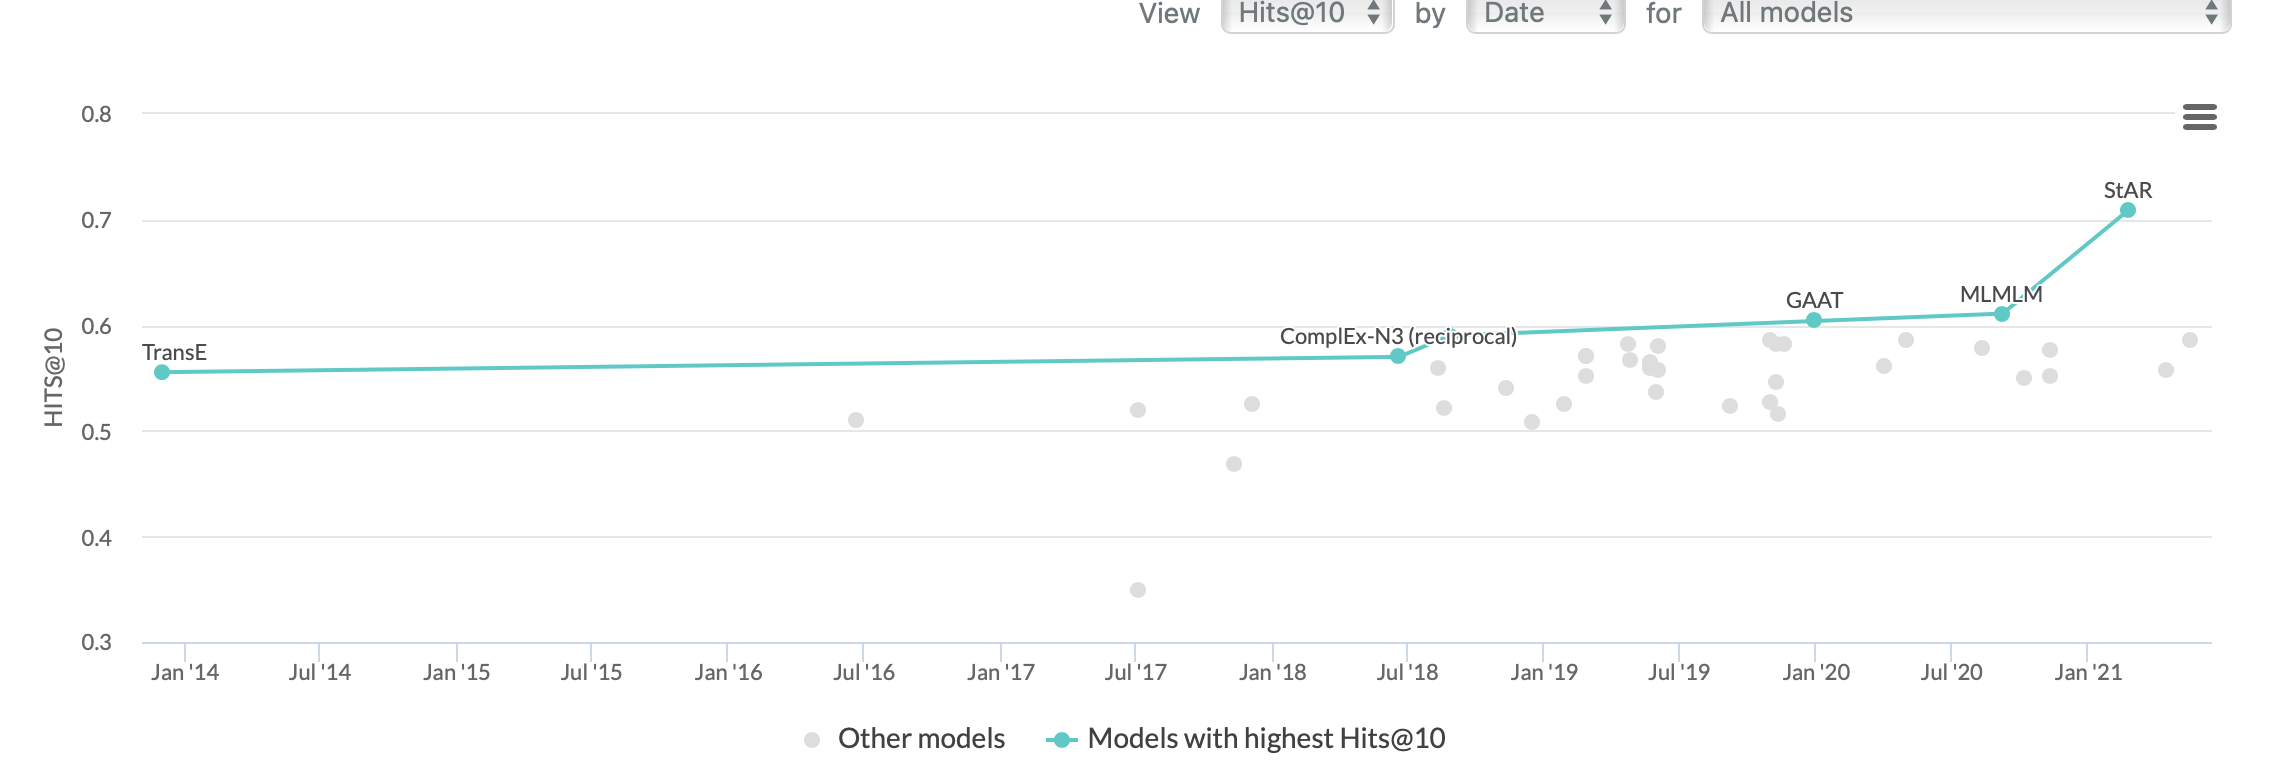 View Hits@10 by Date for All models
0.8
StAR
0.7
MLMLM
GAAT
0.6
ComplEx-N3 (reciprocal)
TransE
HITS@10
0.5
0.4
0.3
Jan '14 Jul '14 Jan '15 Jul '15 Jan '16 Jul '16 Jan '17 Jul '17 Jan '18 Jul '18 Jan '19 Jul '19 Jan '20 Jul '20 Jan '21
Other models Models with highest Hits@10